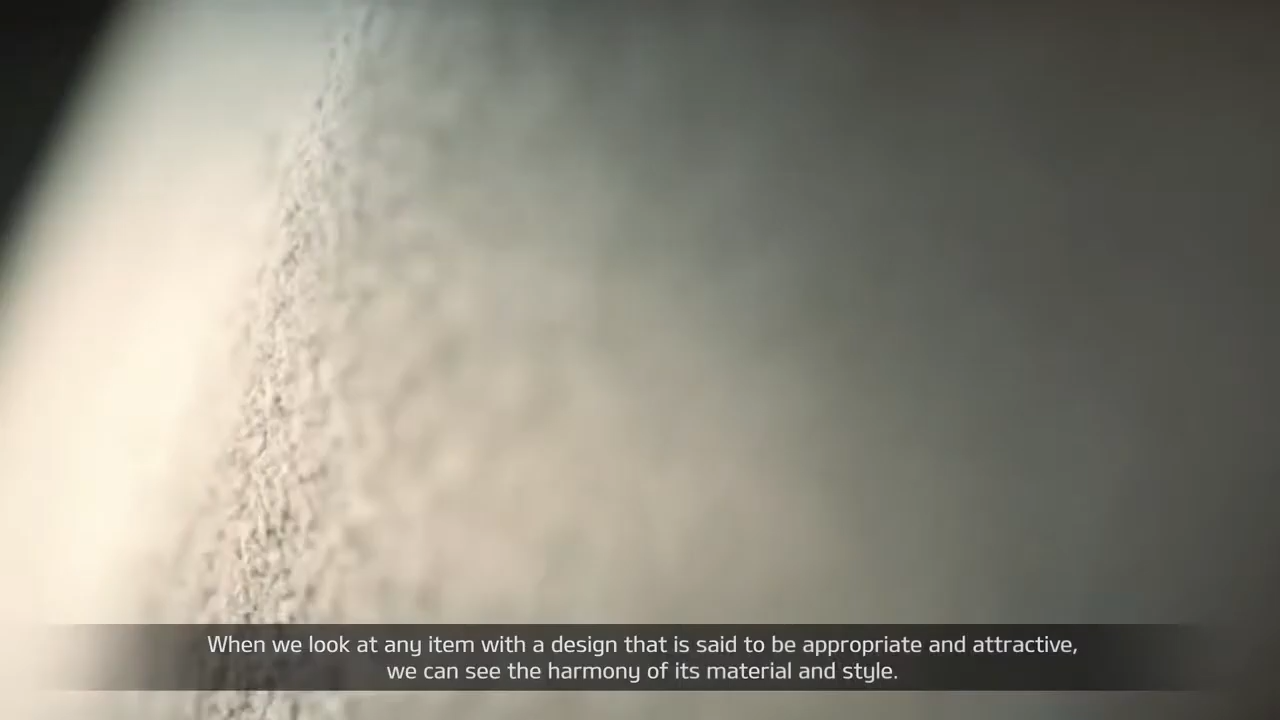 When we look at any item with a design that is said to be appropriate and attractive,
we can see the harmony of its material and style.